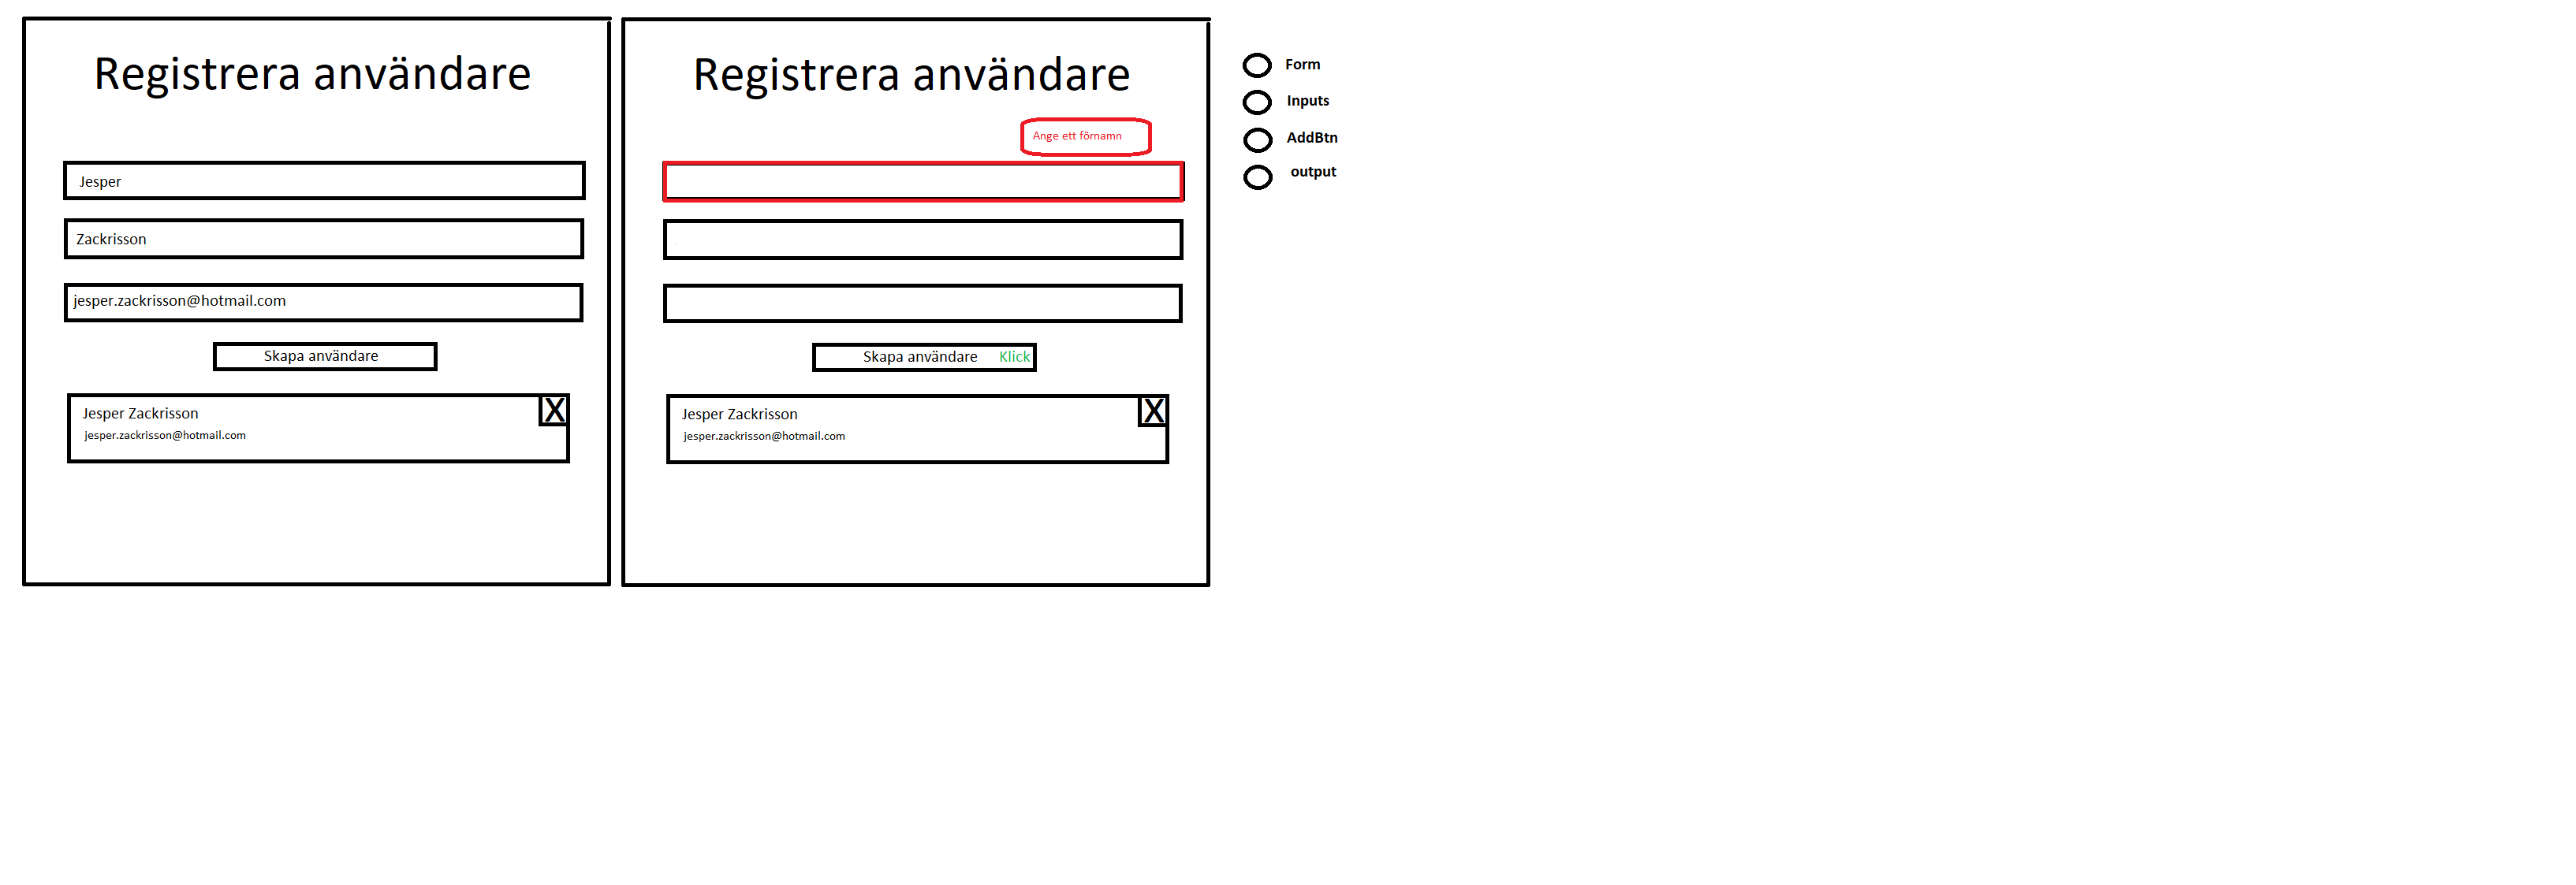 Registrera användare
Jesper
Zackrisson
jesper.zackrisson@hotmail.com
Skapa användare
Jesper Zackrisson
X
jesper.zackrisson@hotmail.com
Registrera användare
Ange ett förnamn
Skapa användare Klick
Jesper Zackrisson
X
jesper.zackrisson@hotmail.com
Form
Inputs
AddBtn
output